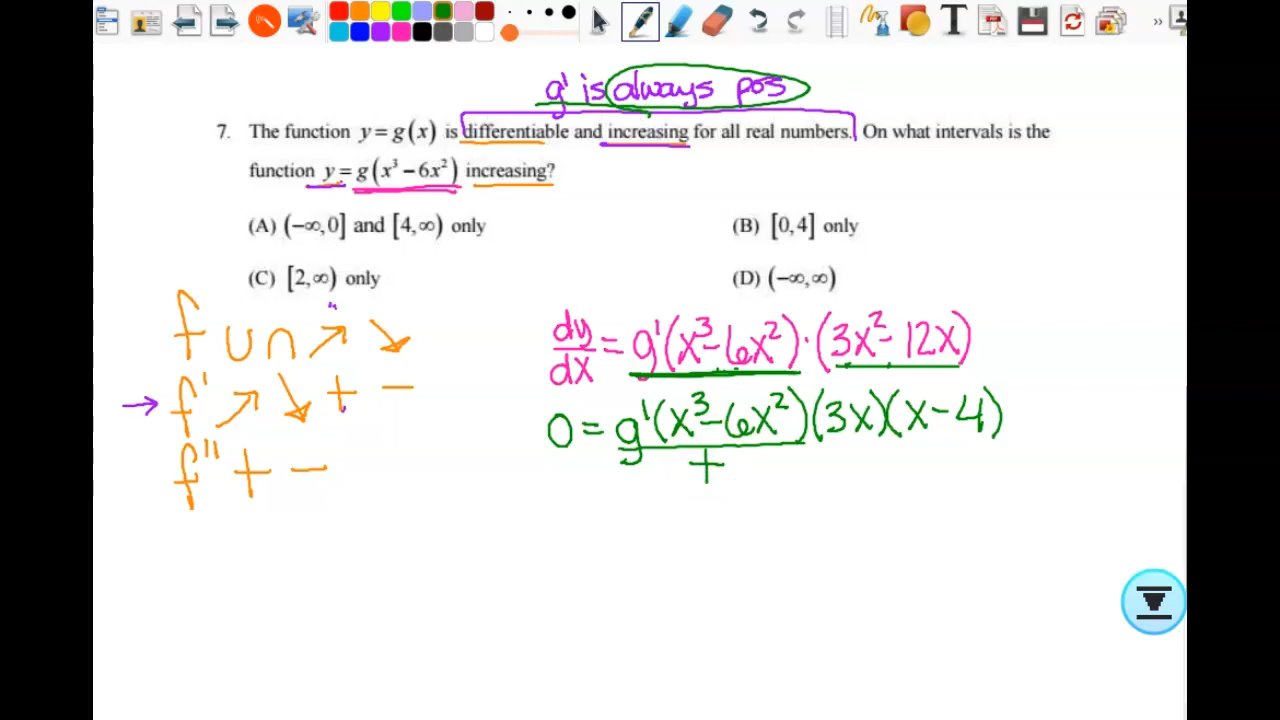 g' is always pos
7. The function y = g(x) is differentiable and increasing for all real numbers. On what intervals is the
function y = g(x³ − 6x²) increasing?
(A) (−∞, 0] and [4, ∞) only
(B) [0, 4] only
(C) [2, ∞) only
(D) (−∞, ∞)
f ∪ ∩ ↗ ↘
→ f' ↗ ↘ + −
f'' + −
dy/dx = g'(x³ − 6x²) · (3x² − 12x)
0 = g'(x³ − 6x²)(3x)(x − 4)
+